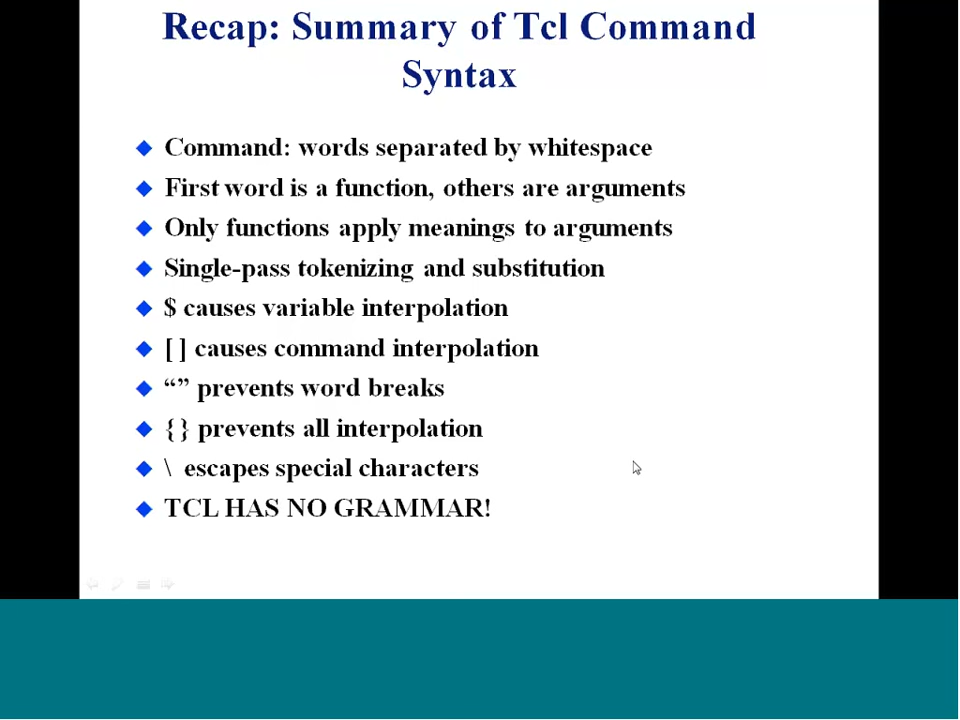 Recap: Summary of Tcl Command
Syntax
Command: words separated by whitespace
First word is a function, others are arguments
Only functions apply meanings to arguments
Single-pass tokenizing and substitution
$ causes variable interpolation
[ ] causes command interpolation
“” prevents word breaks
{ } prevents all interpolation
\ escapes special characters
TCL HAS NO GRAMMAR!